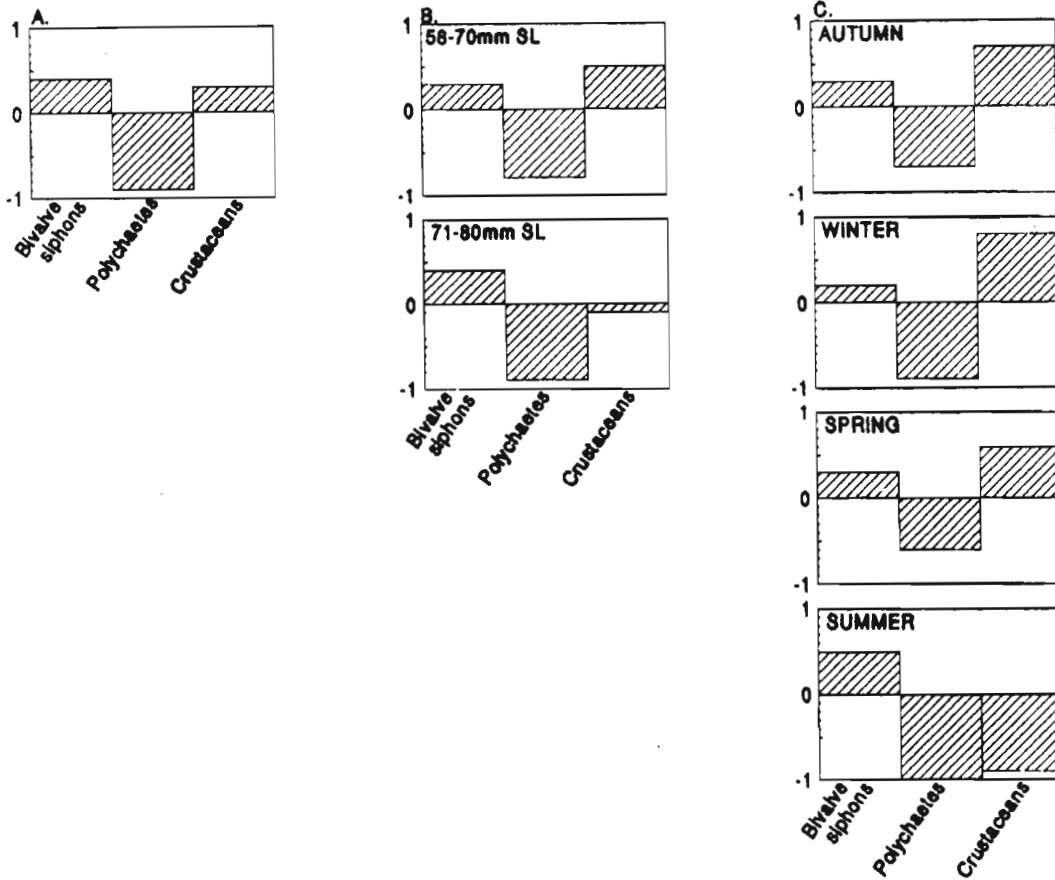 A.
1
0
-1
Bivalve
siphons
Polychaetes
Crustaceans
B.
1
58-70mm SL
0
-1
1
71-80mm SL
0
-1
Bivalve
siphons
Polychaetes
Crustaceans
C.
1
AUTUMN
0
-1
1
WINTER
0
-1
1
SPRING
0
-1
1
SUMMER
0
-1
Bivalve
siphons
Polychaetes
Crustaceans